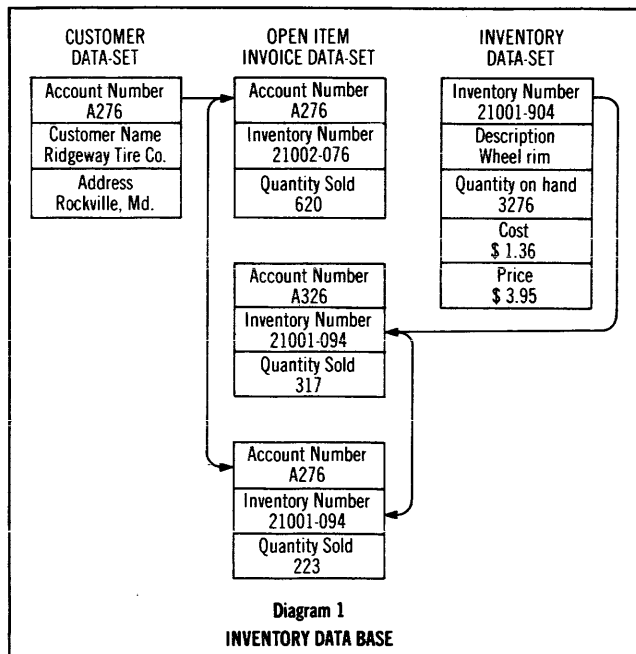 CUSTOMER
DATA-SET
Account Number
A276
Customer Name
Ridgeway Tire Co.
Address
Rockville, Md.
OPEN ITEM
INVOICE DATA-SET
Account Number
A276
Inventory Number
21002-076
Quantity Sold
620
Account Number
A326
Inventory Number
21001-094
Quantity Sold
317
Account Number
A276
Inventory Number
21001-094
Quantity Sold
223
INVENTORY
DATA-SET
Inventory Number
21001-904
Description
Wheel rim
Quantity on hand
3276
Cost
$ 1.36
Price
$ 3.95
Diagram 1
INVENTORY DATA BASE